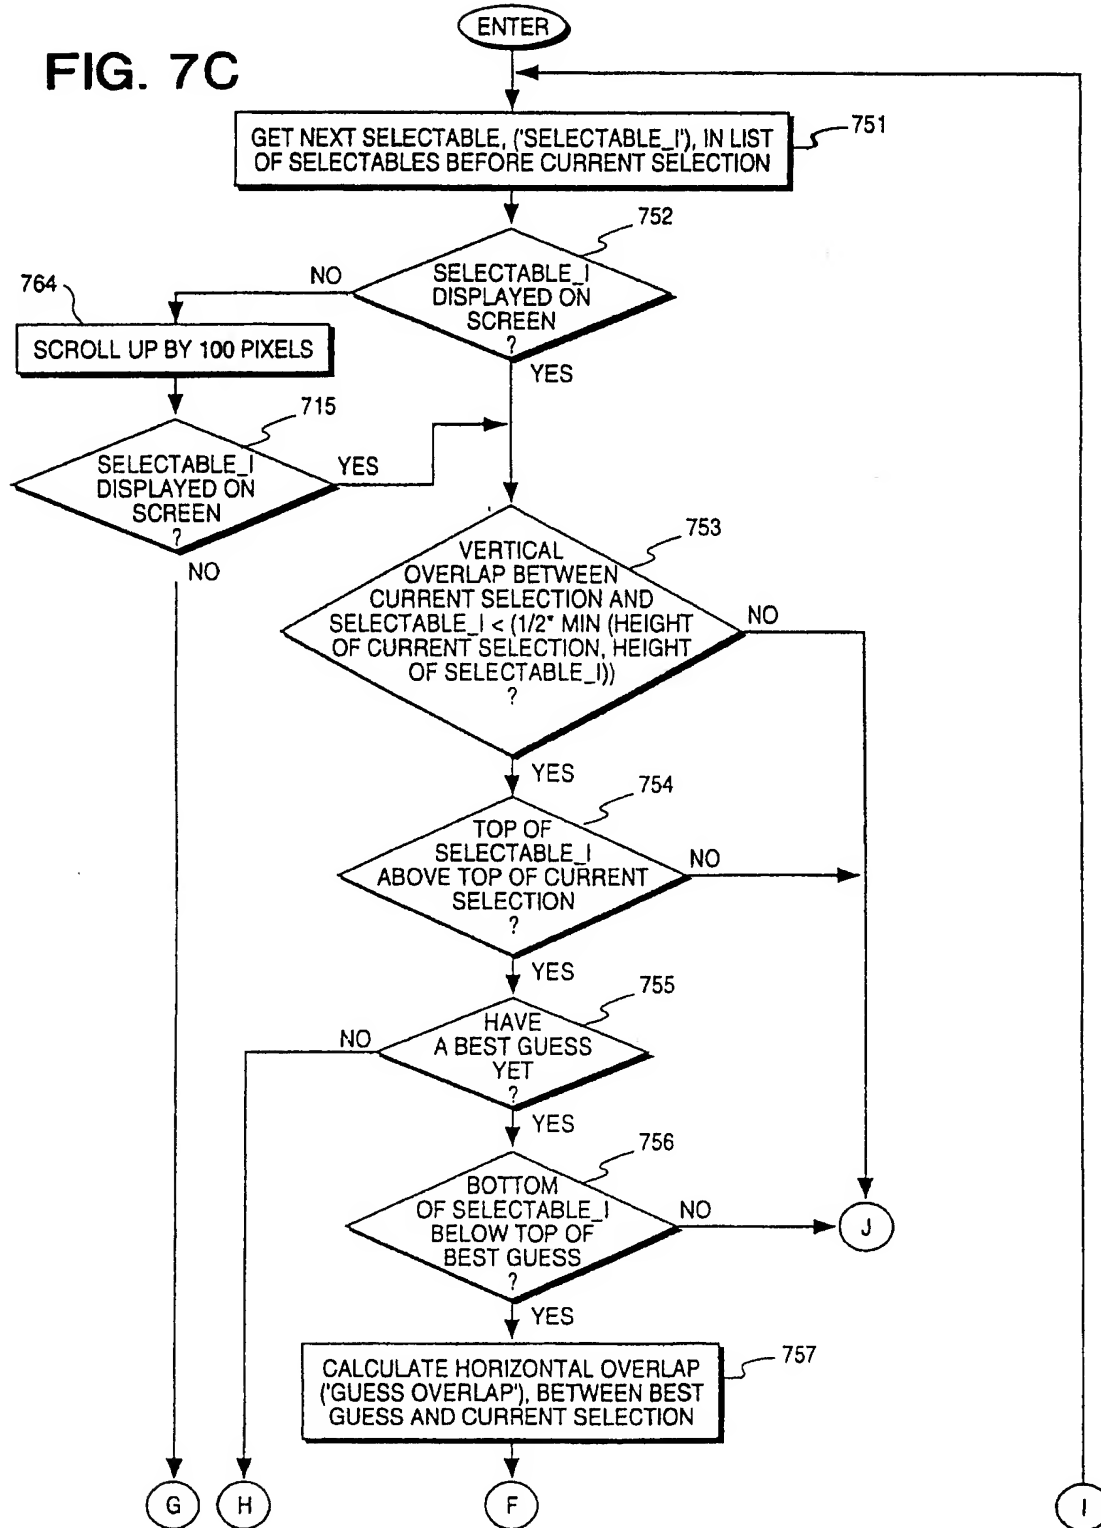 ENTER
FIG. 7C
GET NEXT SELECTABLE, ('SELECTABLE_I'), IN LIST
OF SELECTABLES BEFORE CURRENT SELECTION
751
752
SELECTABLE_I
DISPLAYED ON
SCREEN
?
NO
YES
764
SCROLL UP BY 100 PIXELS
715
SELECTABLE_I
DISPLAYED ON
SCREEN
?
YES
NO
753
VERTICAL
OVERLAP BETWEEN
CURRENT SELECTION AND
SELECTABLE_I < (1/2* MIN (HEIGHT
OF CURRENT SELECTION, HEIGHT
OF SELECTABLE_I))
?
NO
YES
754
TOP OF
SELECTABLE_I
ABOVE TOP OF CURRENT
SELECTION
?
NO
YES
755
HAVE
A BEST GUESS
YET
?
NO
YES
756
BOTTOM
OF SELECTABLE_I
BELOW TOP OF
BEST GUESS
?
NO
J
YES
757
CALCULATE HORIZONTAL OVERLAP
('GUESS OVERLAP'), BETWEEN BEST
GUESS AND CURRENT SELECTION
G
H
F
I